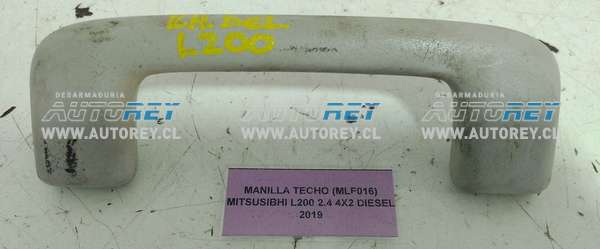 L200
DESARMADURIA DESARMADURIA DESARMADURIA
AUTOREY AUTOREY AUTOREY
WWW.AUTOREY.CL WWW.AUTOREY.CL WWW.AUTOREY.CL
MANILLA TECHO (MLF016)
MITSUSIBHI L200 2.4 4X2 DIESEL
2019